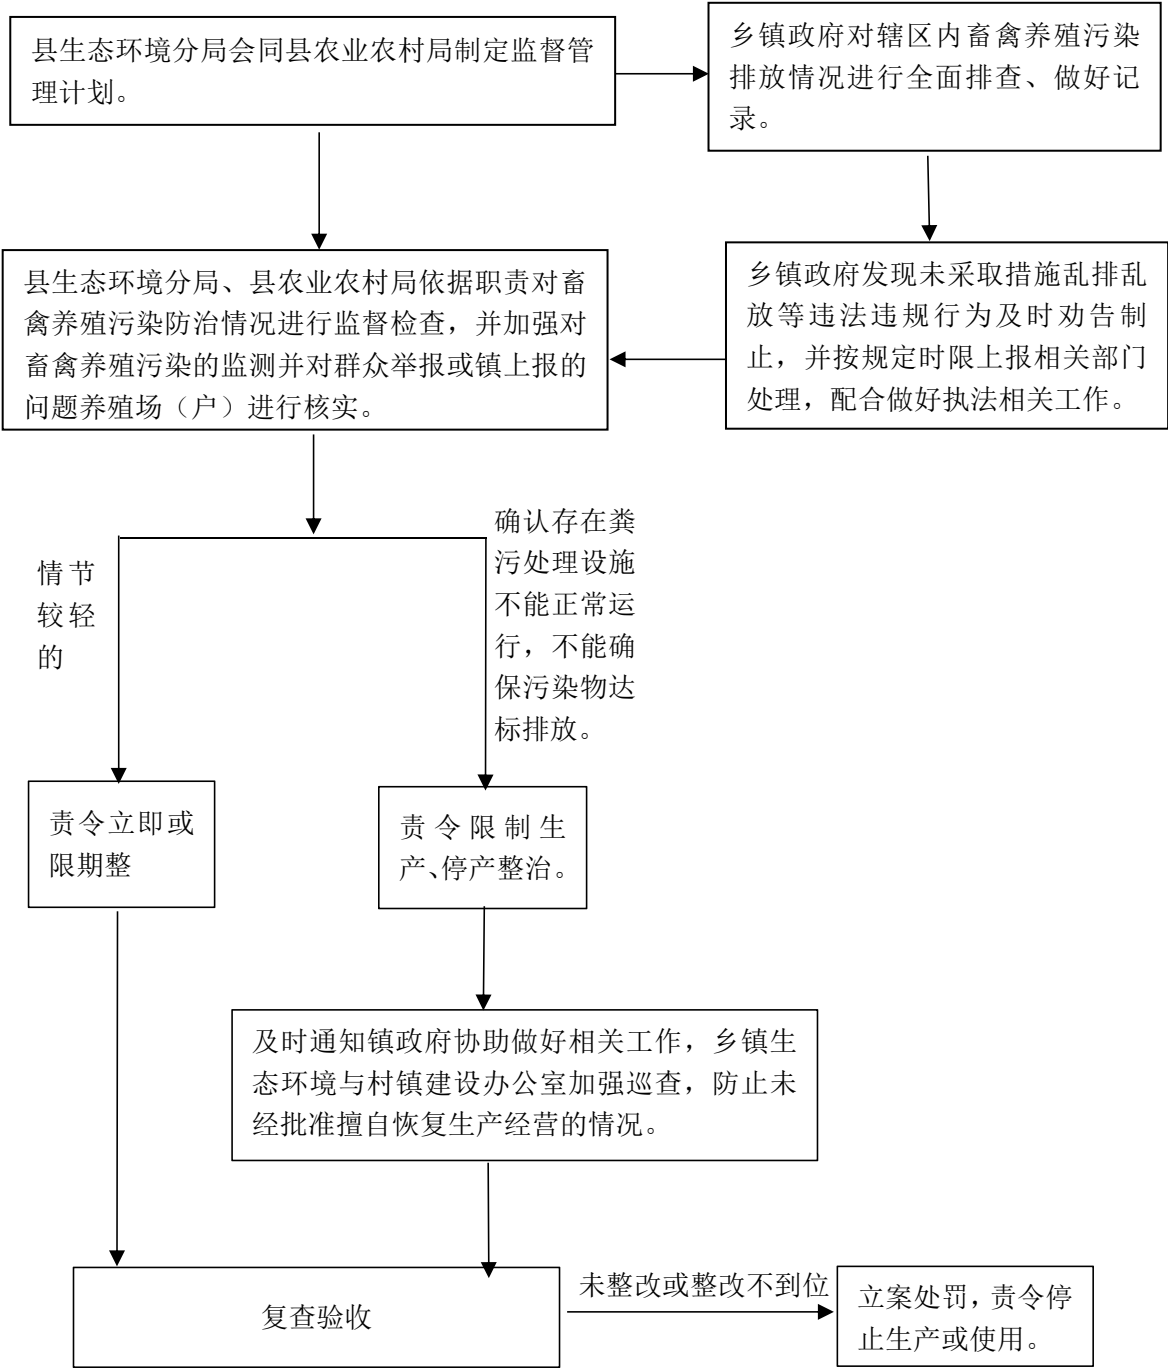 县生态环境分局会同县农业农村局制定监督管
理计划。
乡镇政府对辖区内畜禽养殖污染
排放情况进行全面排查、做好记
录。
县生态环境分局、县农业农村局依据职责对畜
禽养殖污染防治情况进行监督检查，并加强对
畜禽养殖污染的监测并对群众举报或镇上报的
问题养殖场（户）进行核实。
乡镇政府发现未采取措施乱排乱
放等违法违规行为及时劝告制
止，并按规定时限上报相关部门
处理，配合做好执法相关工作。
情节
较轻
的
确认存在粪
污处理设施
不能正常运
行，不能确
保污染物达
标排放。
责令立即或
限期整
责令限制生
产、停产整治。
及时通知镇政府协助做好相关工作，乡镇生
态环境与村镇建设办公室加强巡查，防止未
经批准擅自恢复生产经营的情况。
复查验收
未整改或整改不到位
立案处罚，责令停
止生产或使用。